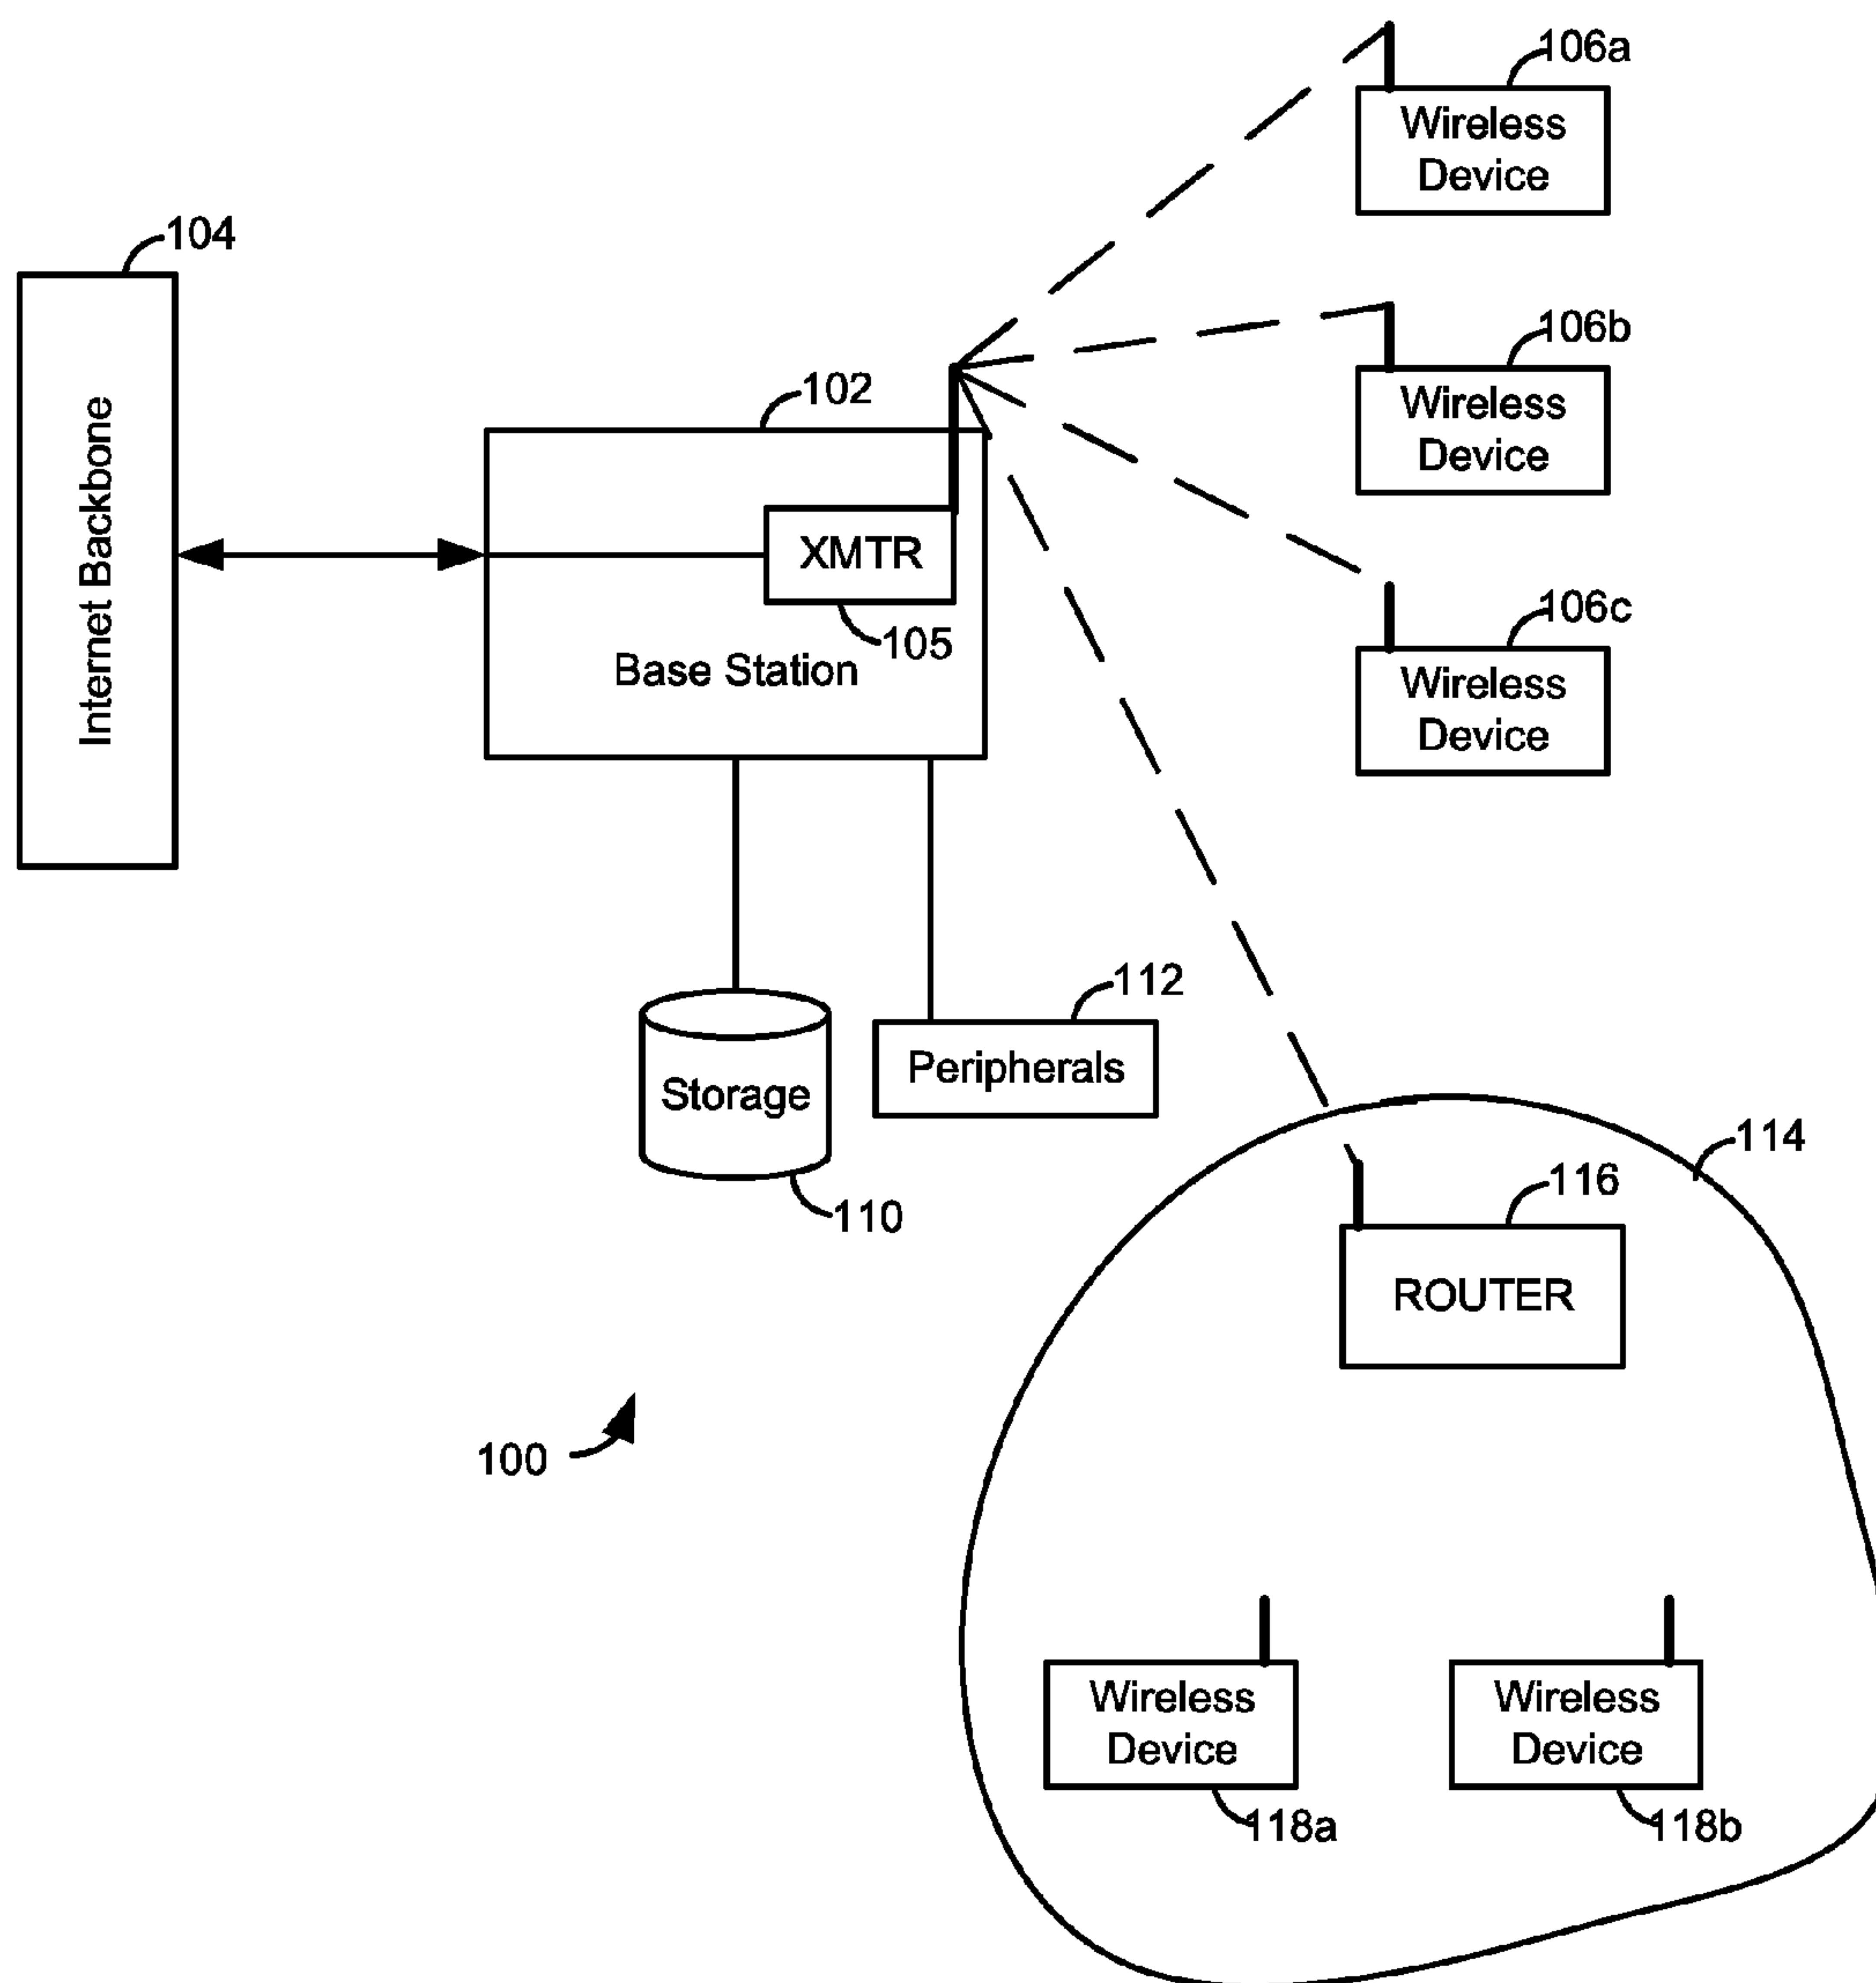 106a
Wireless
Device
104
106b
Wireless
Device
102
Internet Backbone
XMTR
105
Base Station
106c
Wireless
Device
112
Peripherals
Storage
110
114
116
ROUTER
100
Wireless
Device
118a
Wireless
Device
118b